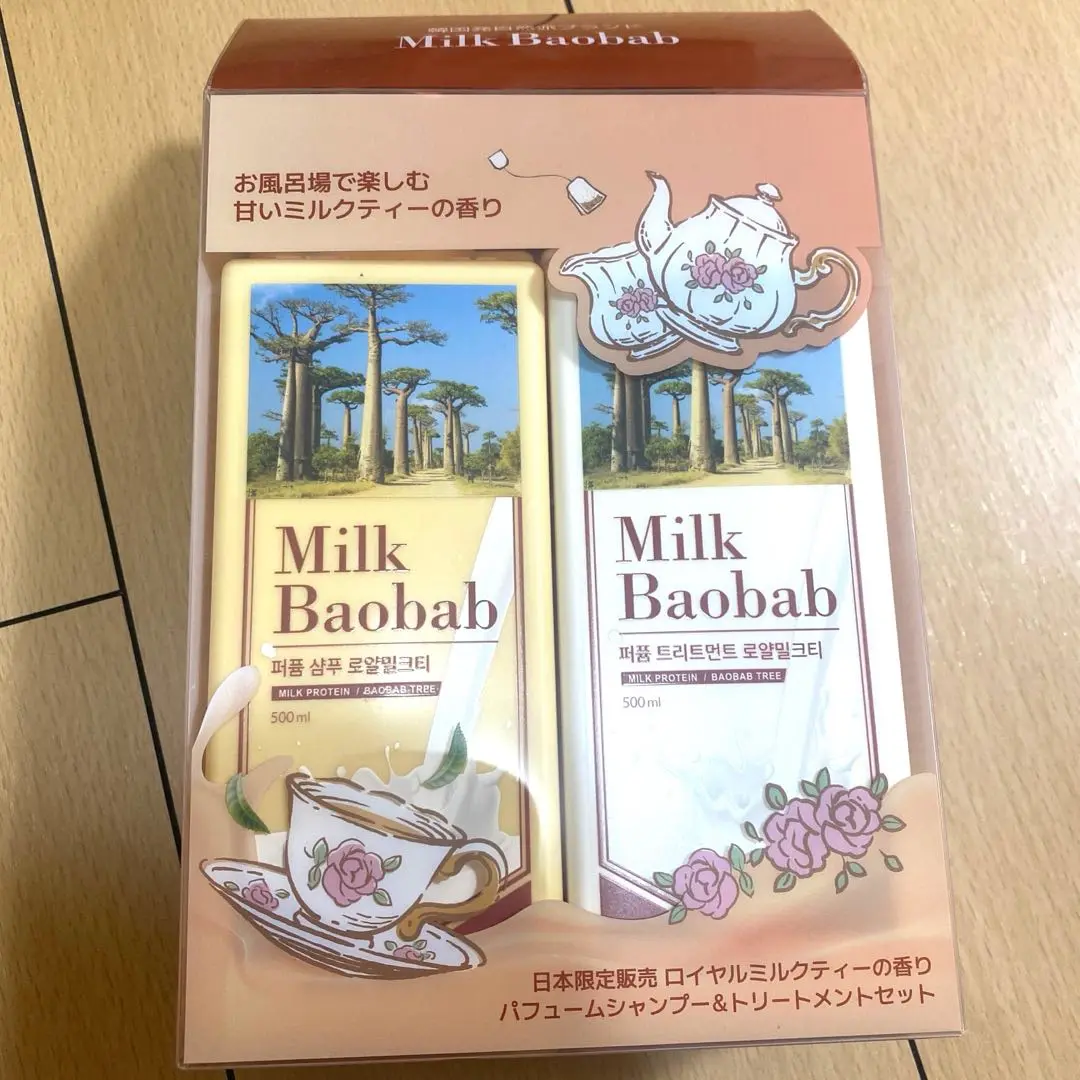 韓国発自然派ブランド
Milk Baobab
お風呂場で楽しむ
甘いミルクティーの香り
Milk
Baobab
퍼퓸 샴푸 로얄밀크티
MILK PROTEIN / BAOBAB TREE
500ml
Milk
Baobab
퍼퓸 트리트먼트 로얄밀크티
MILK PROTEIN / BAOBAB TREE
500ml
日本限定販売 ロイヤルミルクティーの香り
パフュームシャンプー&トリートメントセット